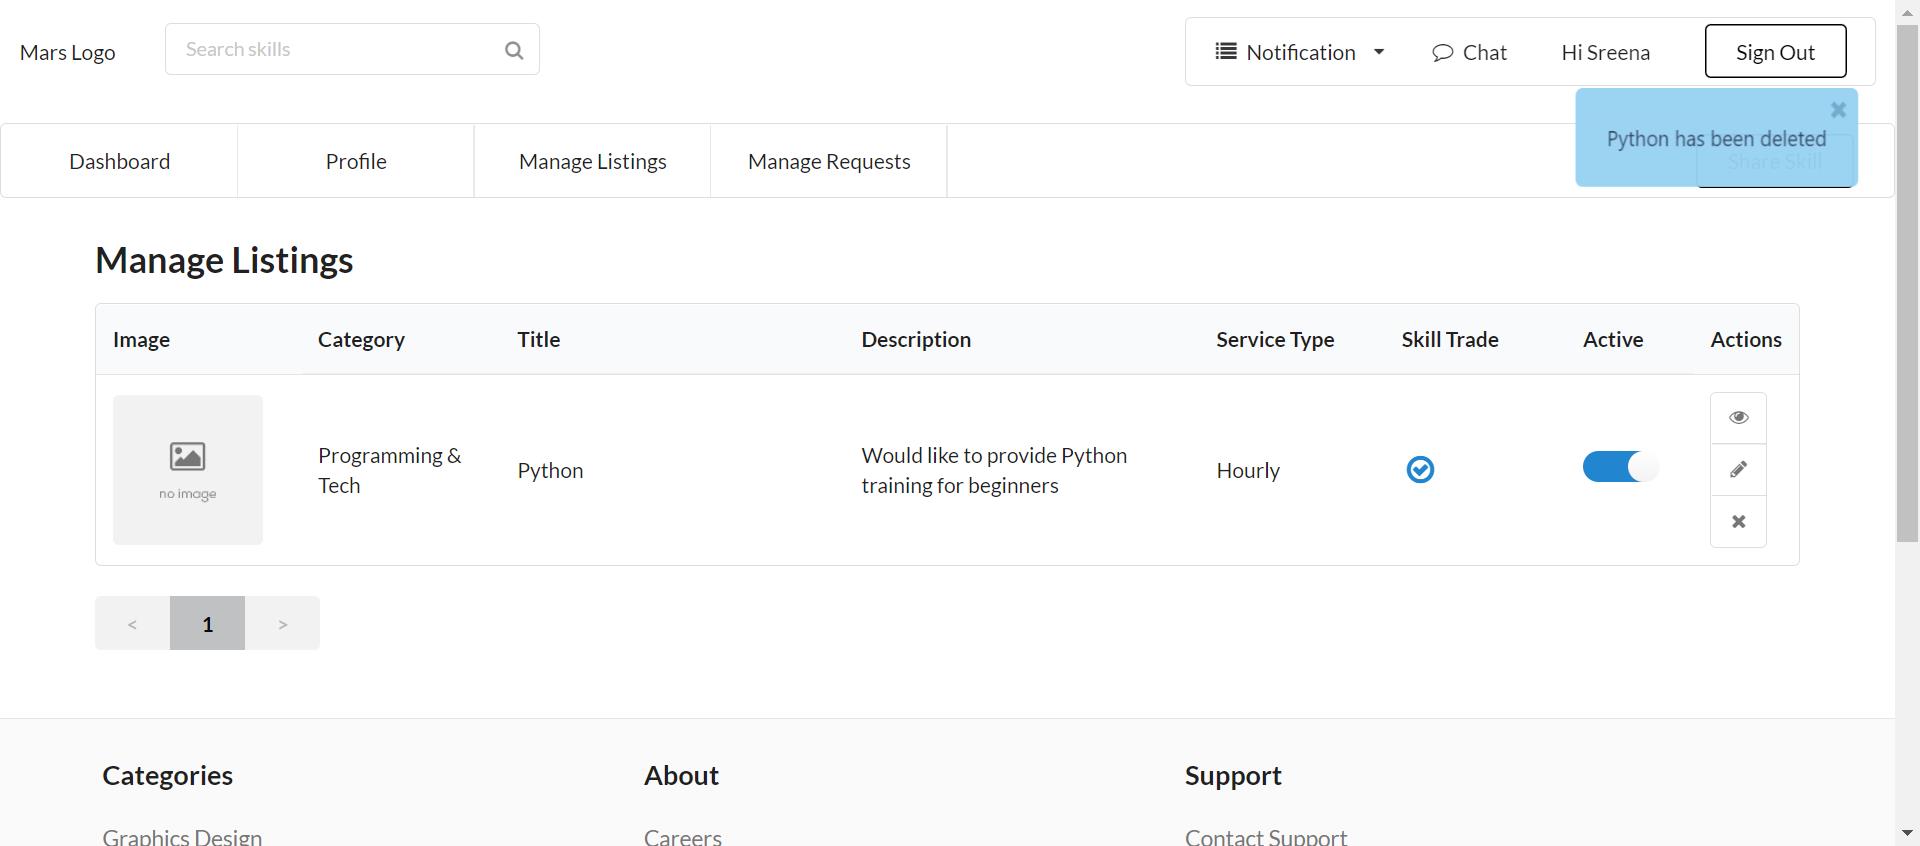 Mars Logo
Search skills
Notification
Chat
Hi Sreena
Sign Out
Python has been deleted
Dashboard
Profile
Manage Listings
Manage Requests
Share Skill
Manage Listings
Image
Category
Title
Description
Service Type
Skill Trade
Active
Actions
no image
Programming &
Tech
Python
Would like to provide Python
training for beginners
Hourly
<
1
>
Categories
About
Support
Graphics Design
Careers
Contact Support